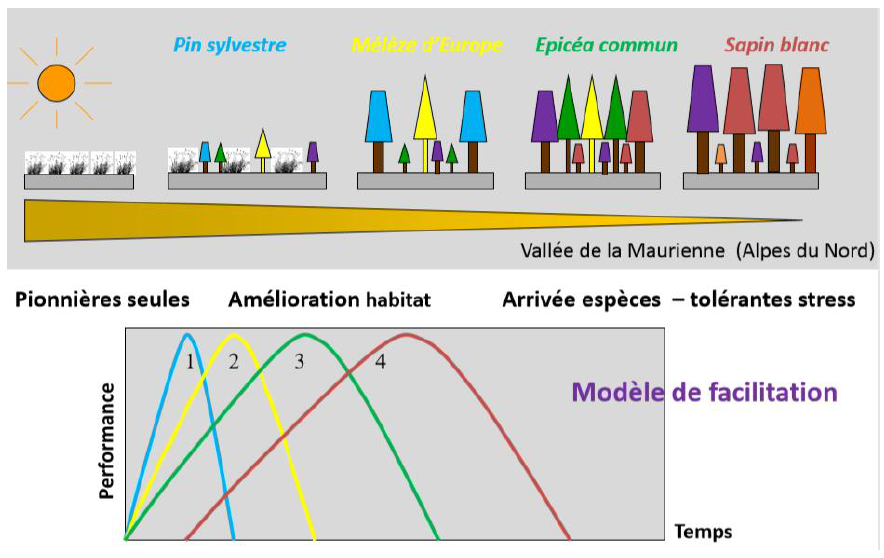 Pin sylvestre Mélèze d'Europe Epicéa commun Sapin blanc
Vallée de la Maurienne (Alpes du Nord)
Pionnières seules Amélioration habitat Arrivée espèces – tolérantes stress
1 2 3 4
Modèle de facilitation
Performance
Temps